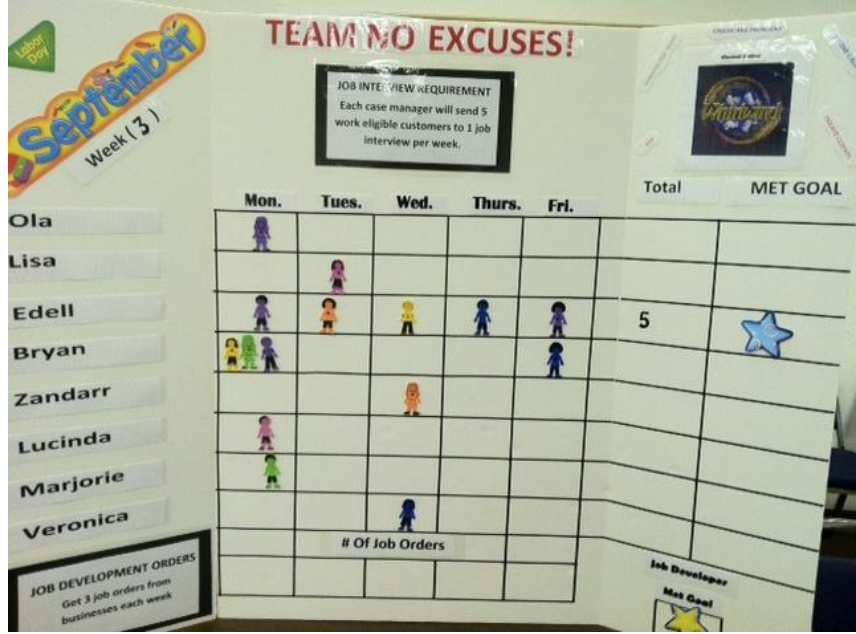 Labor
Day
September
Week (3)
TEAM NO EXCUSES!
JOB INTERVIEW REQUIREMENT
Each case manager will send 5
work eligible customers to 1 job
interview per week.
Total
MET GOAL
Mon.
Tues.
Wed.
Thurs.
Fri.
Ola
Lisa
Edell
5
Bryan
Zandarr
Lucinda
Marjorie
Veronica
# Of Job Orders
JOB DEVELOPMENT ORDERS
Get 3 job orders from
businesses each week
Job Developer
Met Goal